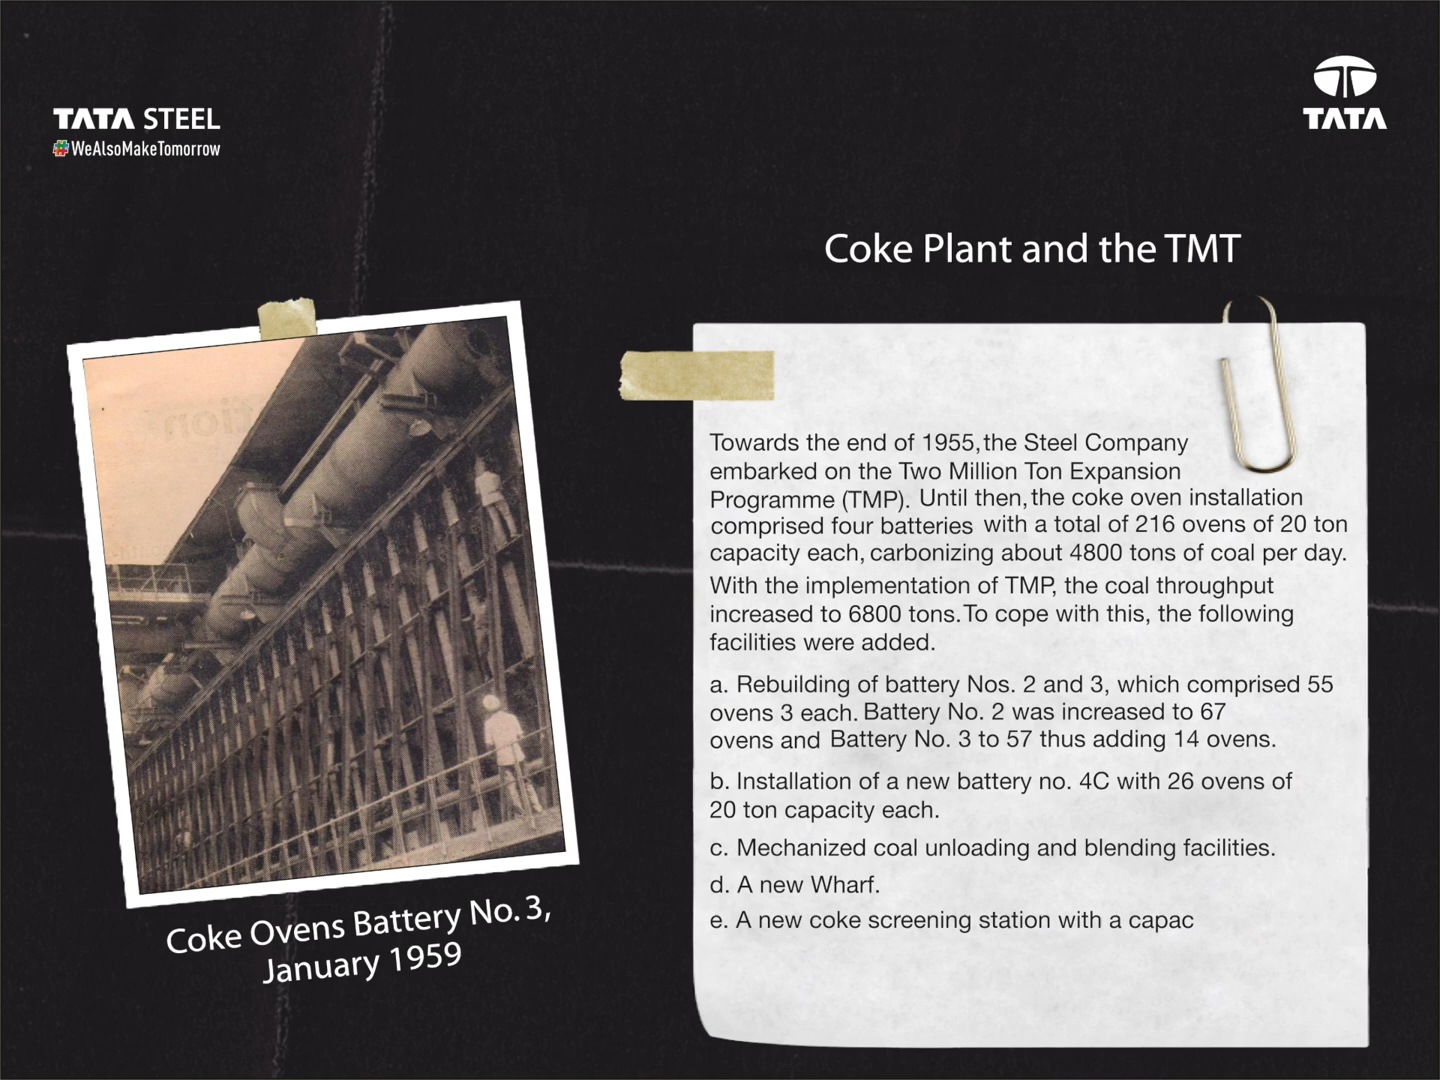 TATA STEEL
#WeAlsoMakeTomorrow
TATA
Coke Plant and the TMT
Towards the end of 1955, the Steel Company
embarked on the Two Million Ton Expansion
Programme (TMP). Until then, the coke oven installation
comprised four batteries with a total of 216 ovens of 20 ton
capacity each, carbonizing about 4800 tons of coal per day.
With the implementation of TMP, the coal throughput
increased to 6800 tons. To cope with this, the following
facilities were added.
a. Rebuilding of battery Nos. 2 and 3, which comprised 55
ovens 3 each. Battery No. 2 was increased to 67
ovens and Battery No. 3 to 57 thus adding 14 ovens.
b. Installation of a new battery no. 4C with 26 ovens of
20 ton capacity each.
c. Mechanized coal unloading and blending facilities.
d. A new Wharf.
e. A new coke screening station with a capac
Coke Ovens Battery No. 3,
January 1959